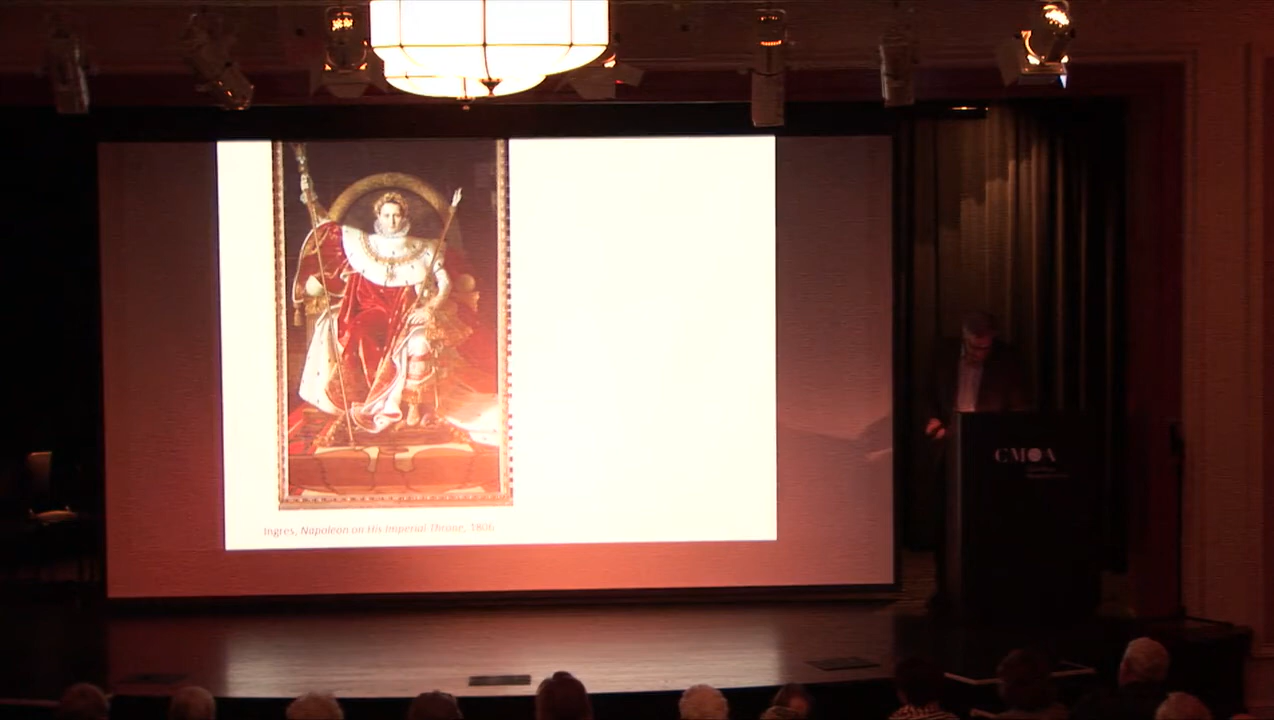 Ingres, Napoleon on His Imperial Throne, 1806
CMOA